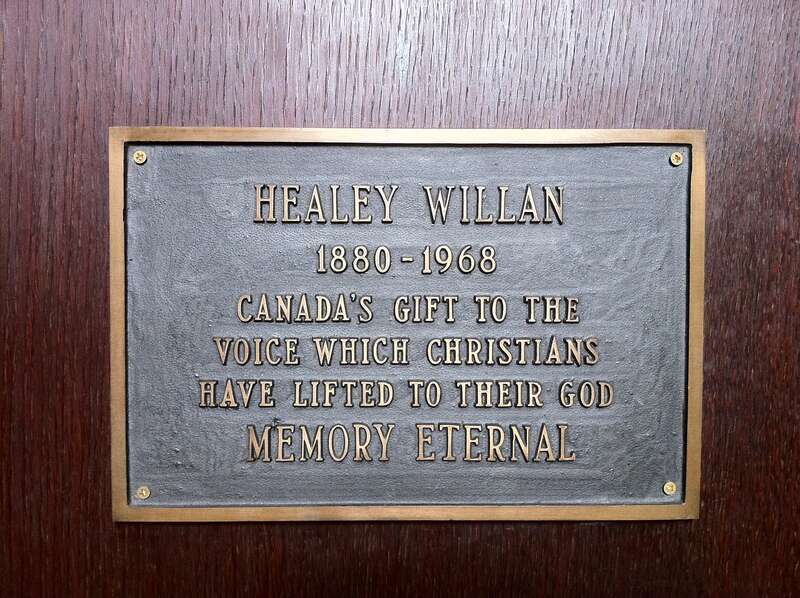 HEALEY WILLAN
1880-1968
CANADA'S GIFT TO THE
VOICE WHICH CHRISTIANS
HAVE LIFTED TO THEIR GOD
MEMORY ETERNAL